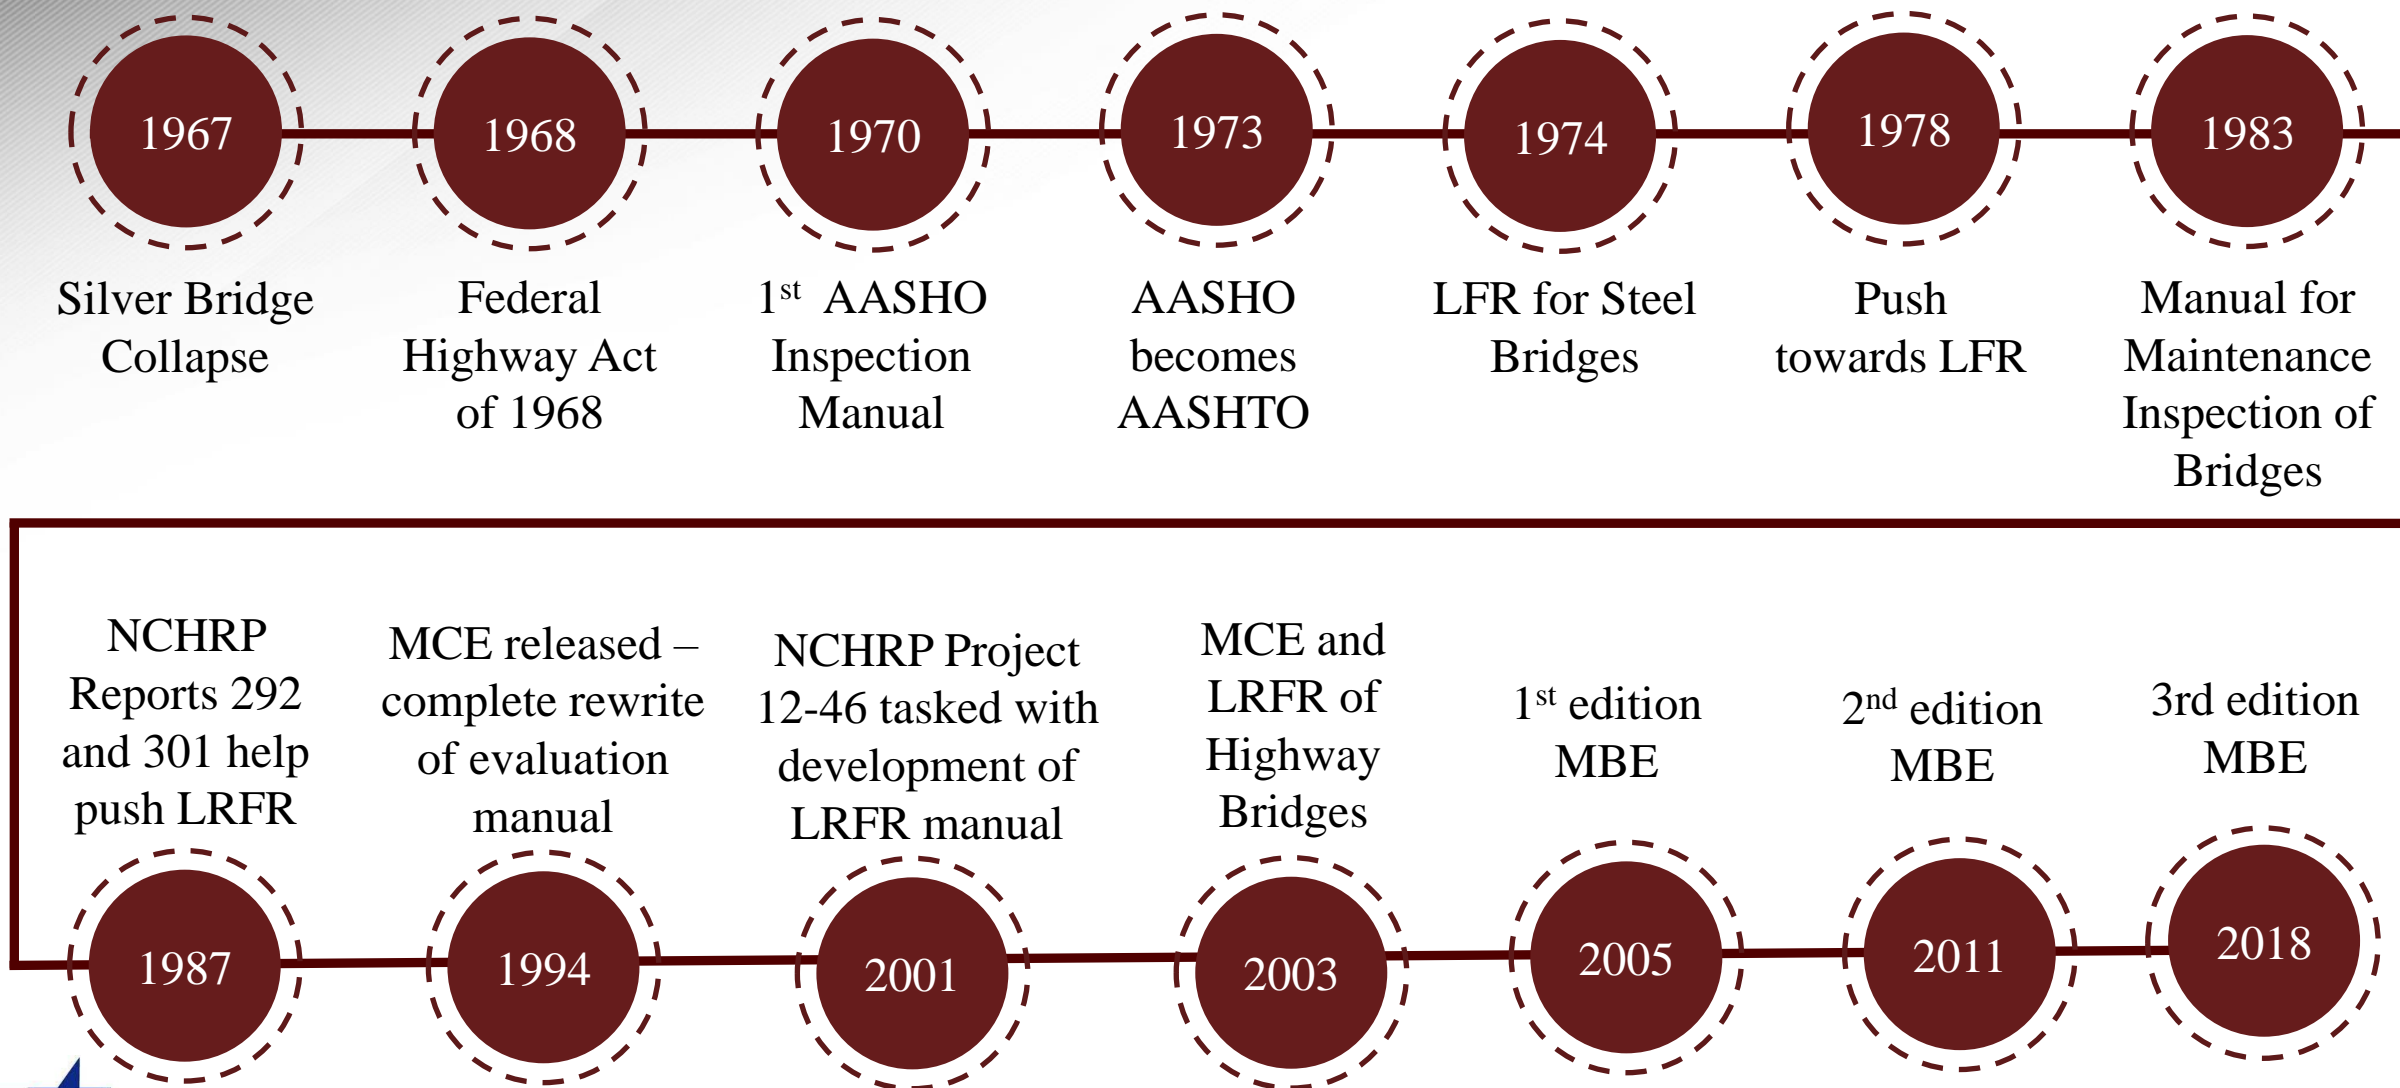 1967
1968
1970
1973
1974
1978
1983
Silver Bridge
Collapse
Federal
Highway Act
of 1968
1st AASHO
Inspection
Manual
AASHO
becomes
AASHTO
LFR for Steel
Bridges
Push
towards LFR
Manual for
Maintenance
Inspection of
Bridges
NCHRP
Reports 292
and 301 help
push LRFR
MCE released –
complete rewrite
of evaluation
manual
NCHRP Project
12-46 tasked with
development of
LRFR manual
MCE and
LRFR of
Highway
Bridges
1st edition
MBE
2nd edition
MBE
3rd edition
MBE
1987
1994
2001
2003
2005
2011
2018